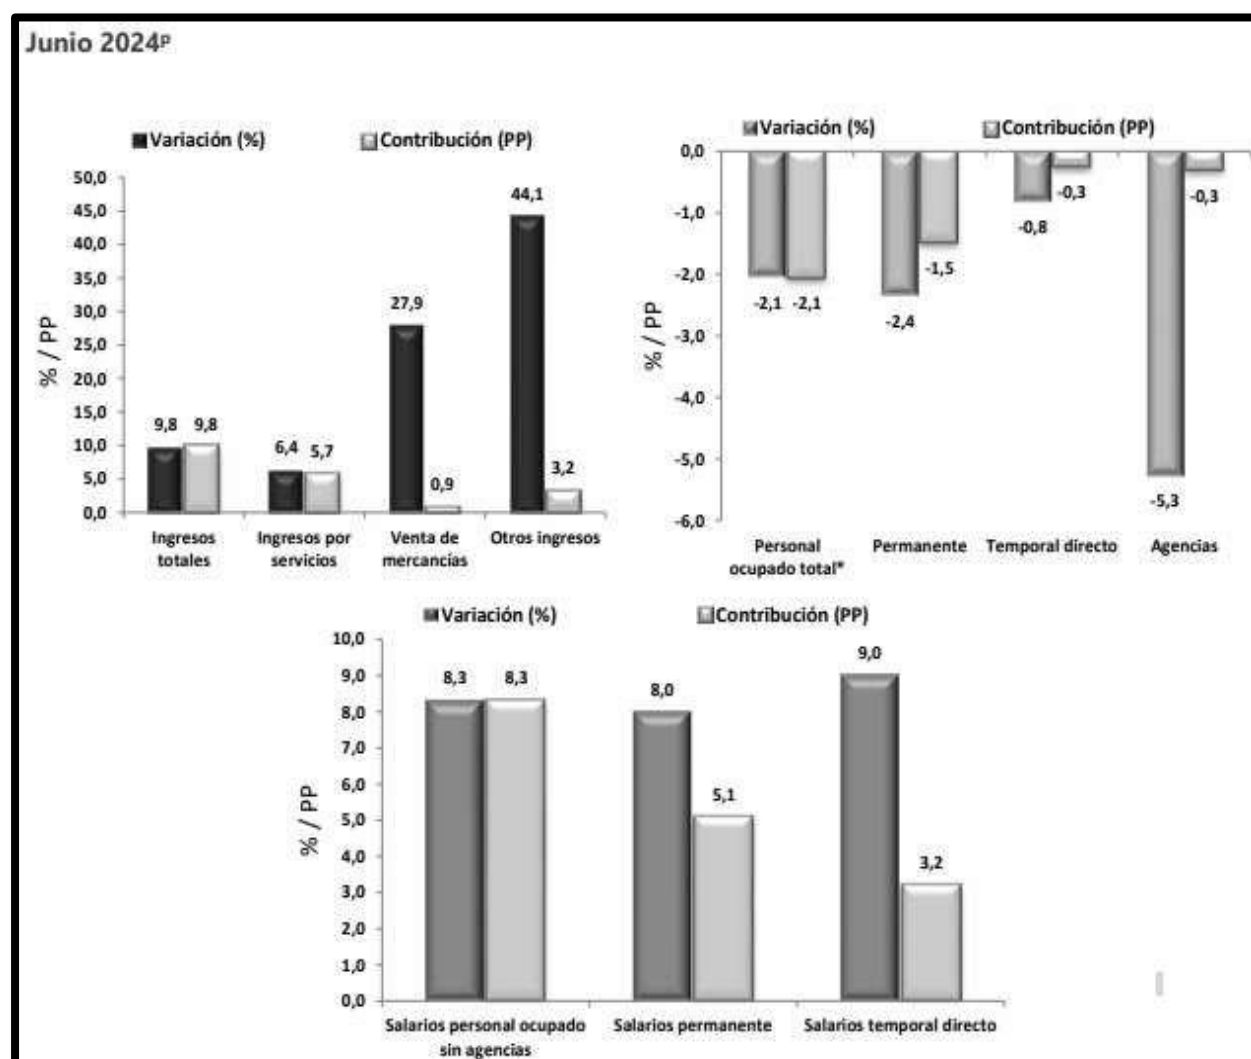 Junio 2024ᵖ
Variación (%) Contribución (PP)
50,0
45,0
40,0
35,0
30,0
25,0
20,0
15,0
10,0
5,0
0,0
% / PP
9,8 9,8
6,4 5,7
27,9
0,9
44,1
3,2
Ingresos totales
Ingresos por servicios
Venta de mercancías
Otros ingresos
Variación (%) Contribución (PP)
0,0
-1,0
-2,0
-3,0
-4,0
-5,0
-6,0
% / PP
-2,1 -2,1
-2,4
-1,5
-0,8
-0,3
-5,3
-0,3
Personal ocupado total*
Permanente
Temporal directo
Agencias
Variación (%) Contribución (PP)
10,0
9,0
8,0
7,0
6,0
5,0
4,0
3,0
2,0
1,0
0,0
% / PP
8,3 8,3
8,0
5,1
9,0
3,2
Salarios personal ocupado sin agencias
Salarios permanente
Salarios temporal directo